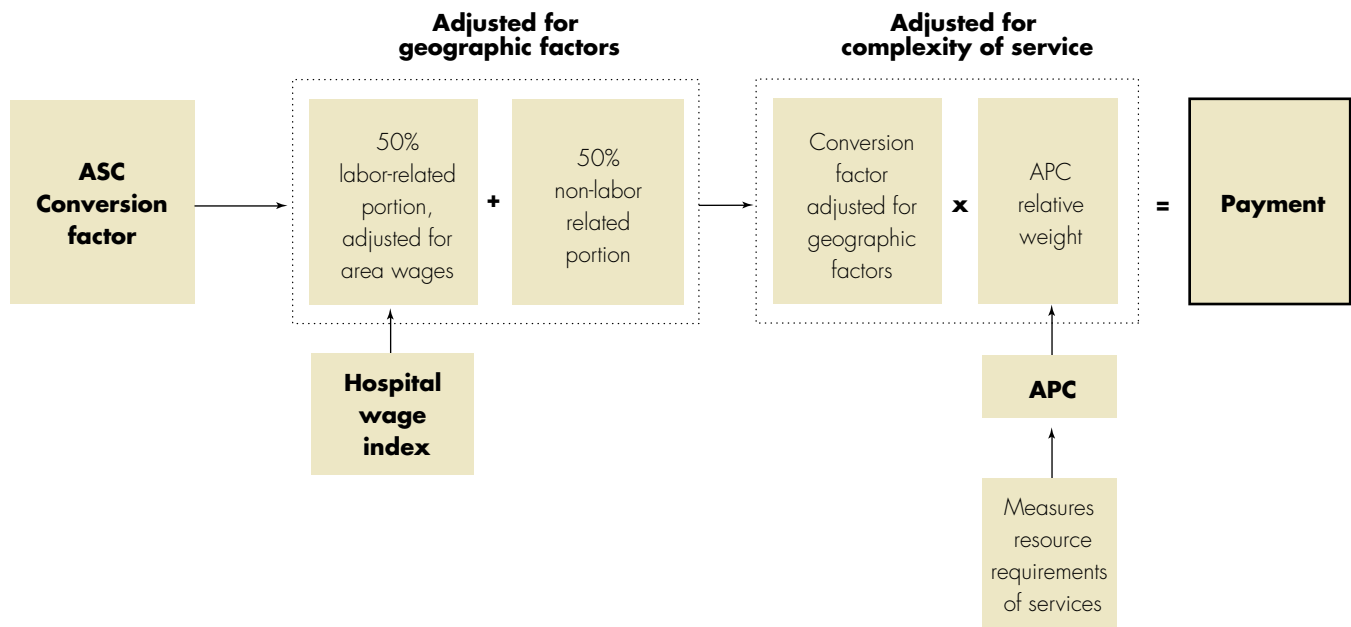 Adjusted for
geographic factors
Adjusted for
complexity of service
ASC
Conversion
factor
50%
labor-related
portion,
adjusted for
area wages
+
50%
non-labor
related
portion
Conversion
factor
adjusted for
geographic
factors
x
APC
relative
weight
=
Payment
Hospital
wage
index
APC
Measures
resource
requirements
of services